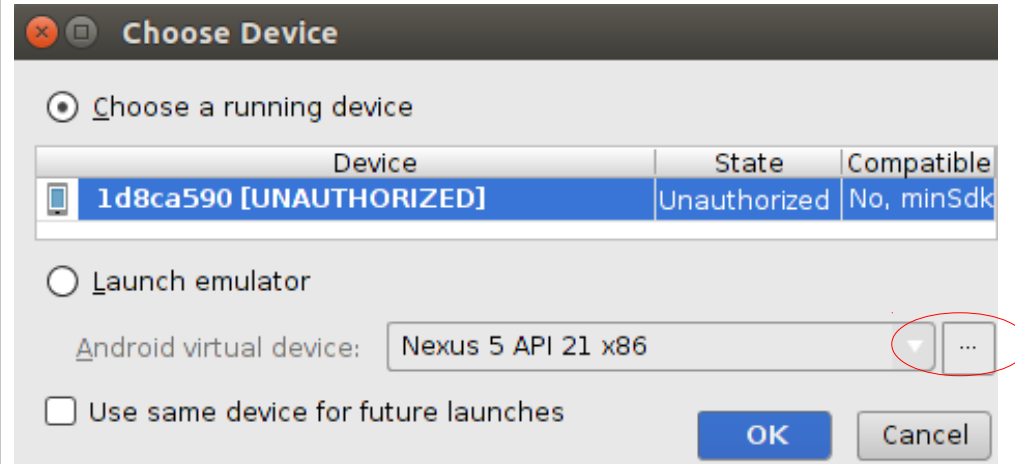 Choose Device
Choose a running device
Device State Compatible
1d8ca590 [UNAUTHORIZED] Unauthorized No, minSdk
Launch emulator
Android virtual device: Nexus 5 API 21 x86 ...
Use same device for future launches
OK Cancel